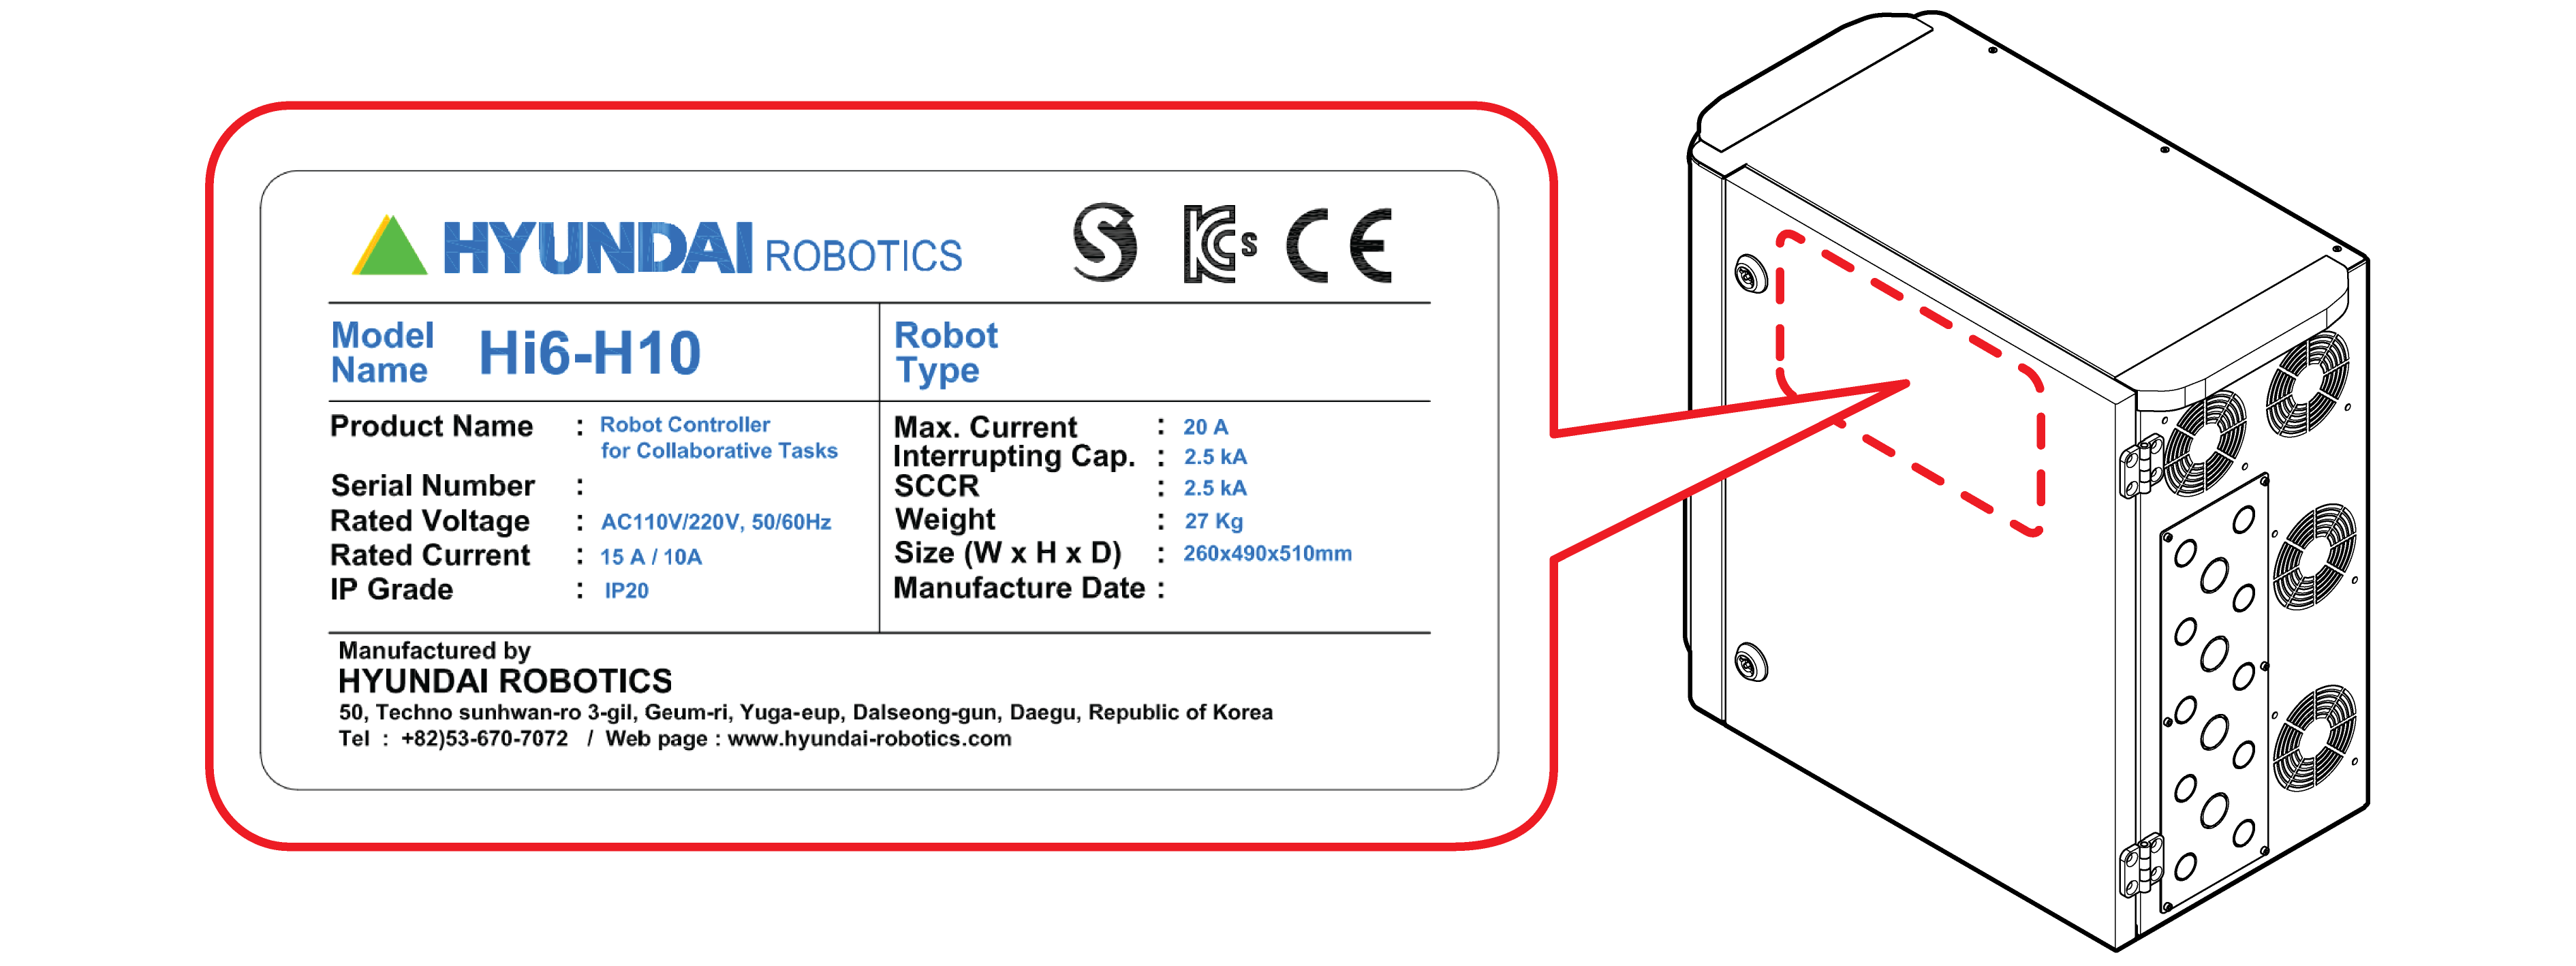 HYUNDAI ROBOTICS
S
KCs
CE
Model Name Hi6-H10
Robot Type
Product Name : Robot Controller
for Collaborative Tasks
Serial Number :
Rated Voltage : AC110V/220V, 50/60Hz
Rated Current : 15 A / 10A
IP Grade : IP20
Max. Current : 20 A
Interrupting Cap. : 2.5 kA
SCCR : 2.5 kA
Weight : 27 Kg
Size (W x H x D) : 260x490x510mm
Manufacture Date :
Manufactured by
HYUNDAI ROBOTICS
50, Techno sunhwan-ro 3-gil, Geum-ri, Yuga-eup, Dalseong-gun, Daegu, Republic of Korea
Tel : +82)53-670-7072 / Web page : www.hyundai-robotics.com